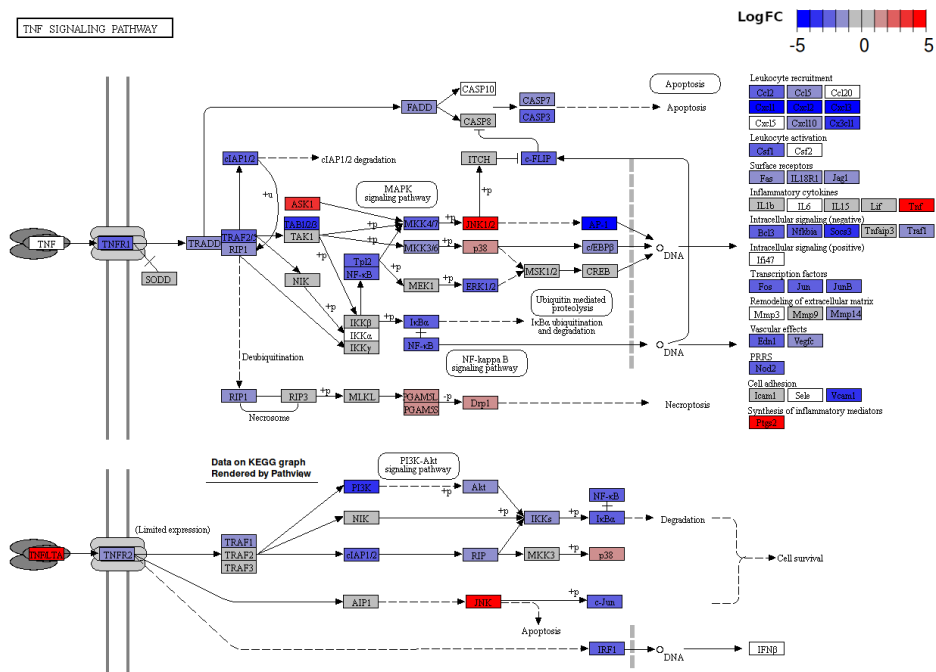 TNF SIGNALING PATHWAY
LogFC
-5 0 5
Leukocyte recruitment
Ccl2 Ccl5 Ccl20
Cxcl5 Cxcl10 Cx3cl1
Leukocyte activation
Csf1 Csf2
Surface receptors
Fas IL18R1 Jag1
Inflammatory cytokines
IL1b IL6 IL15 Lif Tnf
Intracellular signaling (negative)
Bcl3 Nfkbia Socs3 Tnfaip3 Traf1
Intracellular signaling (positive)
Ifi47
Transcription factors
Fos Jun JunB
Remodeling of extracellular matrix
Mmp3 Mmp9 Mmp14
Vascular effects
Edn1 Vegfc
PRRS
Nod2
Cell adhesion
Icam1 Sele Vcam1
Synthesis of inflammatory mediators
Ptgs2
Apoptosis
CASP10
FADD
CASP7
Apoptosis
CASP3
CASP8
cIAP1/2
cIAP1/2 degradation
ITCH
c-FLIP
MAPK
signaling pathway
+u
+p
ASK1
TAB1/2/3
TAK1
+p
MKK4/7
+p
JNK1/2
AP-1
TNF
TNFR1
TRADD
TRAF2/5
RIP1
+p
MKK3/6
+p
p38
c/EBPβ
DNA
SODD
NIK
+p
Tpl2
NF-κB
+p
MEK1
+p
ERK1/2
MSK1/2
CREB
+p
IKKβ
IKKα
IKKγ
+p
IκBα
NF-κB
Ubiquitin mediated
proteolysis
IκBα ubiquitination
and degradation
DNA
NF-kappa B
signaling pathway
Deubiquitination
RIP1
RIP3
+p
MLKL
PGAM5L
PGAM5S
-p
Drp1
Necroptosis
Necrosome
Data on KEGG graph
Rendered by Pathview
PI3K-Akt
signaling pathway
PI3K
+p
Akt
NF-κB
(Limited expression)
NIK
+p
IKKs
+p
IκBα
Degradation
TNF/LTA
TNFR2
TRAF1
TRAF2
TRAF3
cIAP1/2
RIP
MKK3
+p
p38
Cell survival
AIP1
JNK
+p
c-Jun
Apoptosis
IRF1
DNA
IFNβ